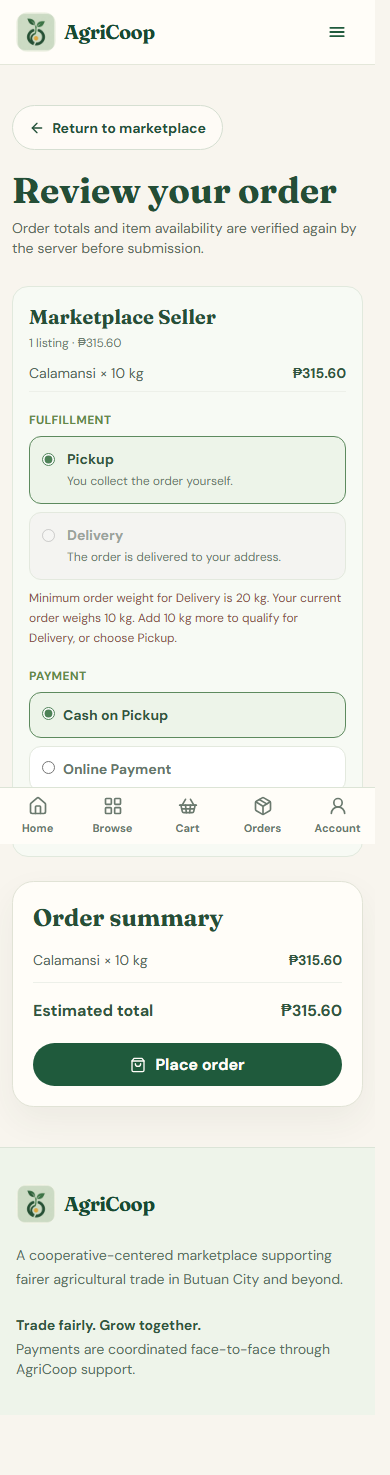 AgriCoop
Return to marketplace
Review your order
Order totals and item availability are verified again by
the server before submission.
Marketplace Seller
1 listing · ₱315.60
Calamansi × 10 kg ₱315.60
FULFILLMENT
Pickup
You collect the order yourself.
Delivery
The order is delivered to your address.
Minimum order weight for Delivery is 20 kg. Your current
order weighs 10 kg. Add 10 kg more to qualify for
Delivery, or choose Pickup.
PAYMENT
Cash on Pickup
Online Payment
Home Browse Cart Orders Account
Order summary
Calamansi × 10 kg ₱315.60
Estimated total ₱315.60
Place order
AgriCoop
A cooperative-centered marketplace supporting
fairer agricultural trade in Butuan City and beyond.
Trade fairly. Grow together.
Payments are coordinated face-to-face through
AgriCoop support.